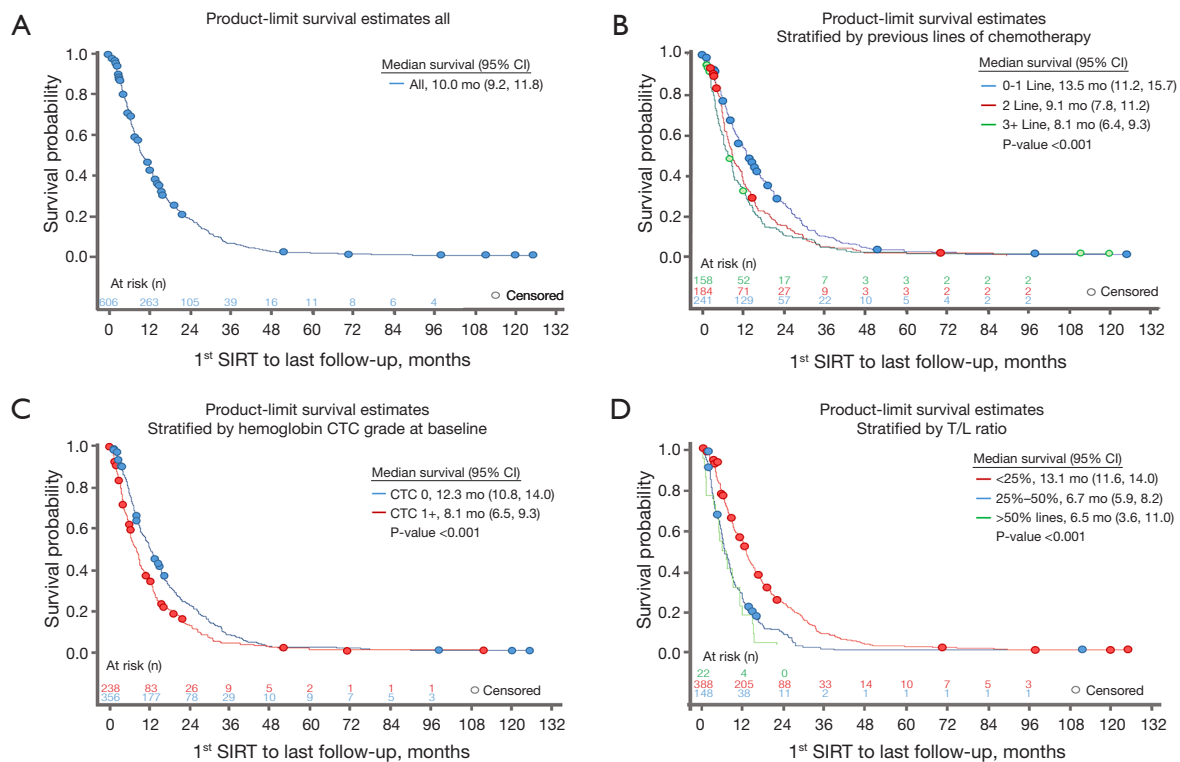 A
Product-limit survival estimates all
Survival probability
1.0
0.8
0.6
0.4
0.2
0.0
Median survival (95% CI)
All, 10.0 mo (9.2, 11.8)
At risk (n)
606 263 105 39 16 11 8 6 4
Censored
0 12 24 36 48 60 72 84 96 108 120 132
1st SIRT to last follow-up, months
B
Product-limit survival estimates
Stratified by previous lines of chemotherapy
Survival probability
1.0
0.8
0.6
0.4
0.2
0.0
Median survival (95% CI)
0-1 Line, 13.5 mo (11.2, 15.7)
2 Line, 9.1 mo (7.8, 11.2)
3+ Line, 8.1 mo (6.4, 9.3)
P-value <0.001
At risk (n)
158 52 17 7 3 3 2 2 2
184 71 27 9 3 3 2 2 2
241 129 57 22 10 5 4 2 2
Censored
0 12 24 36 48 60 72 84 96 108 120 132
1st SIRT to last follow-up, months
C
Product-limit survival estimates
Stratified by hemoglobin CTC grade at baseline
Survival probability
1.0
0.8
0.6
0.4
0.2
0.0
Median survival (95% CI)
CTC 0, 12.3 mo (10.8, 14.0)
CTC 1+, 8.1 mo (6.5, 9.3)
P-value <0.001
At risk (n)
238 83 26 9 5 2 1 1 1
356 177 78 29 10 9 7 5 3
Censored
0 12 24 36 48 60 72 84 96 108 120 132
1st SIRT to last follow-up, months
D
Product-limit survival estimates
Stratified by T/L ratio
Survival probability
1.0
0.8
0.6
0.4
0.2
0.0
Median survival (95% CI)
<25%, 13.1 mo (11.6, 14.0)
25%–50%, 6.7 mo (5.9, 8.2)
>50% lines, 6.5 mo (3.6, 11.0)
P-value <0.001
At risk (n)
22 4 0
388 205 88 33 14 10 7 5 3
148 38 11 2 1 1 1 1 1
Censored
0 12 24 36 48 60 72 84 96 108 120 132
1st SIRT to last follow-up, months